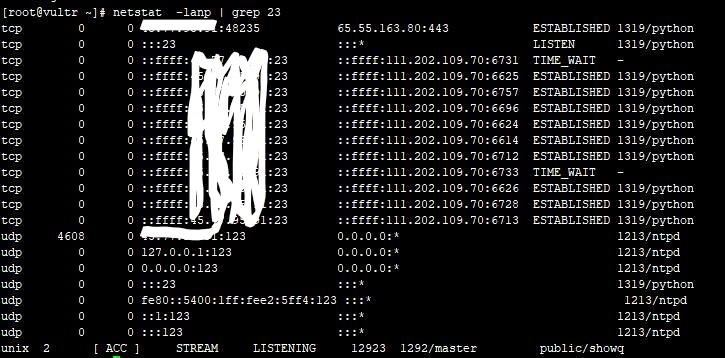 [root@vultr ~]# netstat  -lanp | grep 23
tcp        0      0 :48235            65.55.163.80:443            ESTABLISHED 1319/python
tcp        0      0 :::23                       :::*                        LISTEN      1319/python
tcp        0      0 ::ffff: :23      ::ffff:111.202.109.70:6731  TIME_WAIT   -
tcp        0      0 ::ffff: :23      ::ffff:111.202.109.70:6625  ESTABLISHED 1319/python
tcp        0      0 ::ffff: :23      ::ffff:111.202.109.70:6757  ESTABLISHED 1319/python
tcp        0      0 ::ffff: :23      ::ffff:111.202.109.70:6696  ESTABLISHED 1319/python
tcp        0      0 ::ffff: :23      ::ffff:111.202.109.70:6624  ESTABLISHED 1319/python
tcp        0      0 ::ffff: :23      ::ffff:111.202.109.70:6614  ESTABLISHED 1319/python
tcp        0      0 ::ffff: :23      ::ffff:111.202.109.70:6712  ESTABLISHED 1319/python
tcp        0      0 ::ffff: :23      ::ffff:111.202.109.70:6733  TIME_WAIT   -
tcp        0      0 ::ffff: :23      ::ffff:111.202.109.70:6626  ESTABLISHED 1319/python
tcp        0      0 ::ffff: :23      ::ffff:111.202.109.70:6728  ESTABLISHED 1319/python
tcp        0      0 ::ffff:45. :23      ::ffff:111.202.109.70:6713  ESTABLISHED 1319/python
udp     4608      0 :123            0.0.0.0:*                               1213/ntpd
udp        0      0 127.0.0.1:123               0.0.0.0:*                               1213/ntpd
udp        0      0 0.0.0.0:123                 0.0.0.0:*                               1213/ntpd
udp        0      0 :::23                       :::*                                    1319/python
udp        0      0 fe80::5400:1ff:fee2:5ff4:123 :::*                                    1213/ntpd
udp        0      0 ::1:123                     :::*                                    1213/ntpd
udp        0      0 :::123                      :::*                                    1213/ntpd
unix  2      [ ACC ]     STREAM     LISTENING     12923  1292/master         public/showq